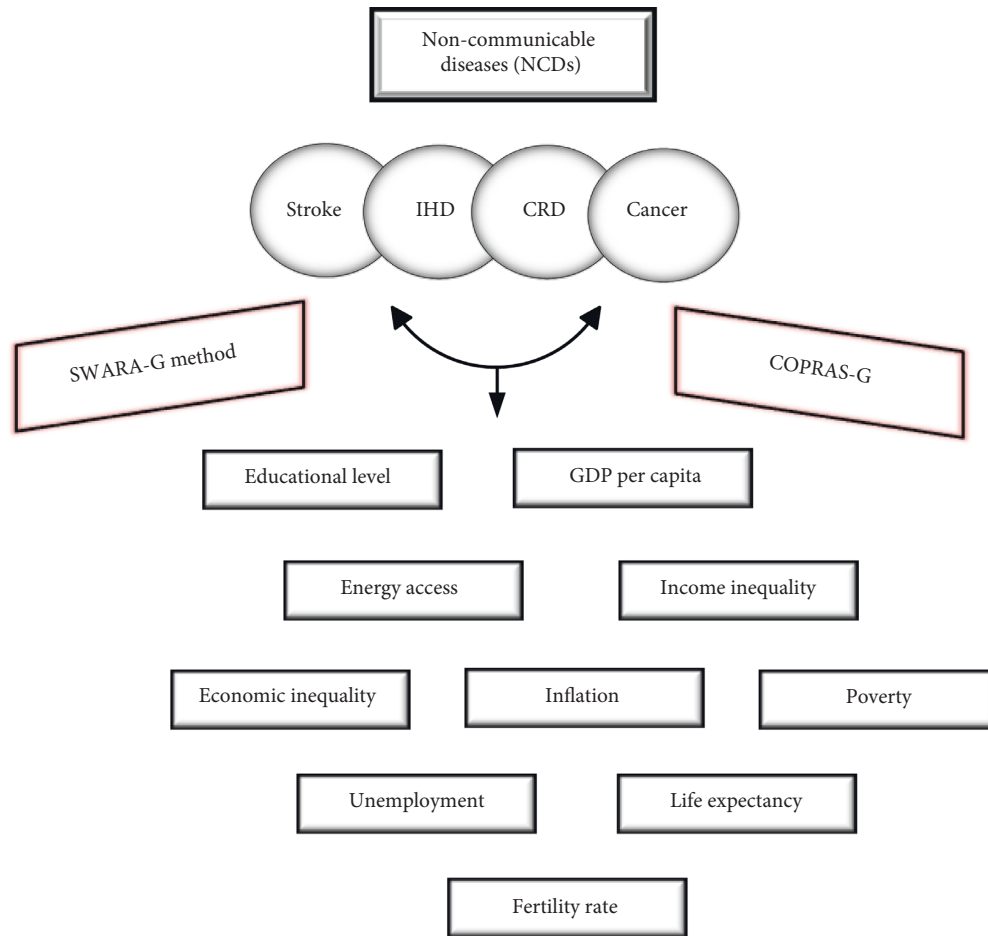 Non-communicable
diseases (NCDs)
Stroke
IHD
CRD
Cancer
SWARA-G method
COPRAS-G
Educational level
GDP per capita
Energy access
Income inequality
Economic inequality
Inflation
Poverty
Unemployment
Life expectancy
Fertility rate